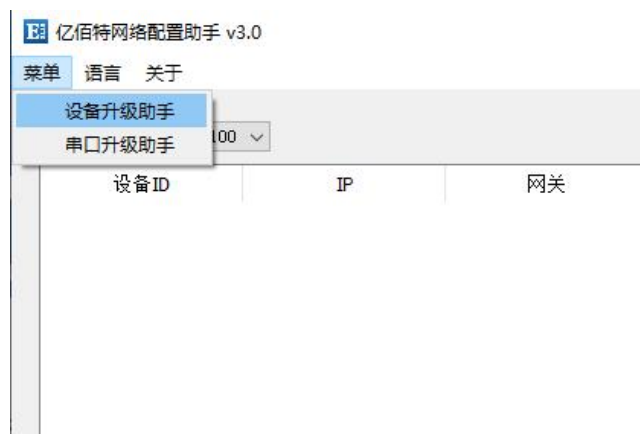 亿佰特网络配置助手 v3.0
菜单 语言 关于
设备升级助手
串口升级助手
100
设备ID IP 网关